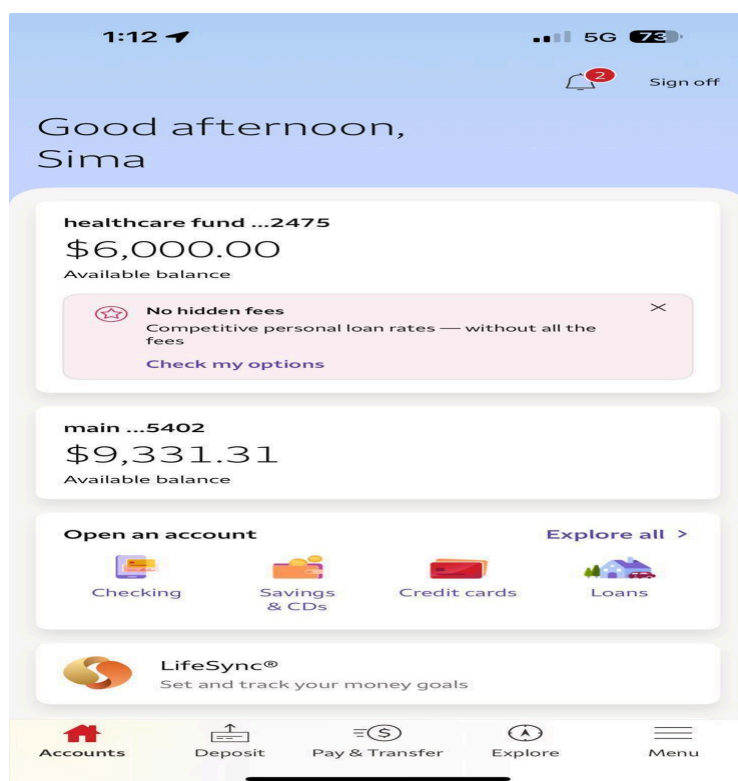 1:12 5G 73
2 Sign off
Good afternoon,
Sima
healthcare fund ...2475
$6,000.00
Available balance
No hidden fees
Competitive personal loan rates — without all the
fees
Check my options
main ...5402
$9,331.31
Available balance
Open an account Explore all >
Checking Savings Credit cards Loans
& CDs
LifeSync®
Set and track your money goals
Accounts Deposit Pay & Transfer Explore Menu